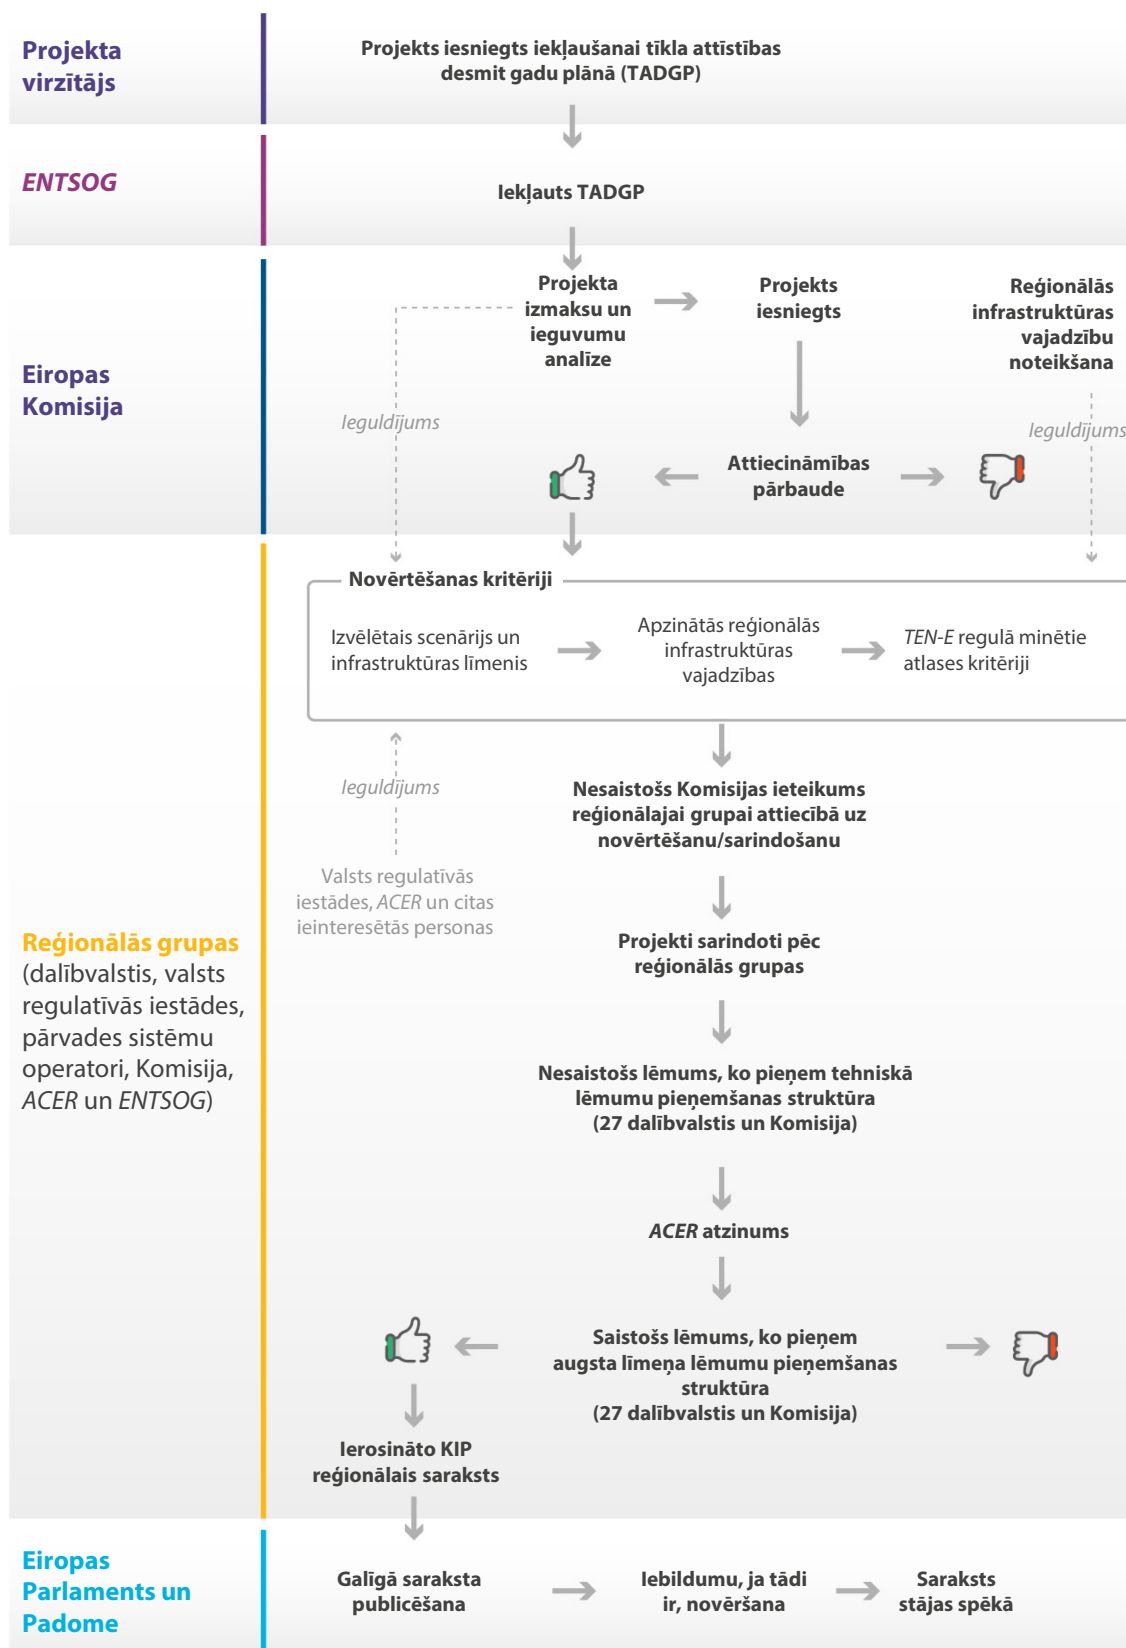 Projekta
virzītājs
Projekts iesniegts iekļaušanai tīkla attīstības
desmit gadu plānā (TADGP)
ENTSOG
Iekļauts TADGP
Eiropas
Komisija
Projekta
izmaksu un
ieguvumu
analīze
Projekts
iesniegts
Reģionālās
infrastruktūras
vajadzību
noteikšana
Ieguldījums
Ieguldījums
Attiecināmības
pārbaude
Novērtēšanas kritēriji
Izvēlētais scenārijs un
infrastruktūras līmenis
Apzinātās reģionālās
infrastruktūras
vajadzības
TEN-E regulā minētie
atlases kritēriji
Ieguldījums
Valsts regulatīvās
iestādes, ACER un citas
ieinteresētās personas
Nesaistošs Komisijas ieteikums
reģionālajai grupai attiecībā uz
novērtēšanu/sarindošanu
Reģionālās grupas
(dalībvalstis, valsts
regulatīvās iestādes,
pārvades sistēmu
operatori, Komisija,
ACER un ENTSOG)
Projekti sarindoti pēc
reģionālās grupas
Nesaistošs lēmums, ko pieņem tehniskā
lēmumu pieņemšanas struktūra
(27 dalībvalstis un Komisija)
ACER atzinums
Saistošs lēmums, ko pieņem
augsta līmeņa lēmumu pieņemšanas
struktūra
(27 dalībvalstis un Komisija)
Ierosināto KIP
reģionālais saraksts
Eiropas
Parlaments un
Padome
Galīgā saraksta
publicēšana
Iebildumu, ja tādi
ir, novēršana
Saraksts
stājas spēkā